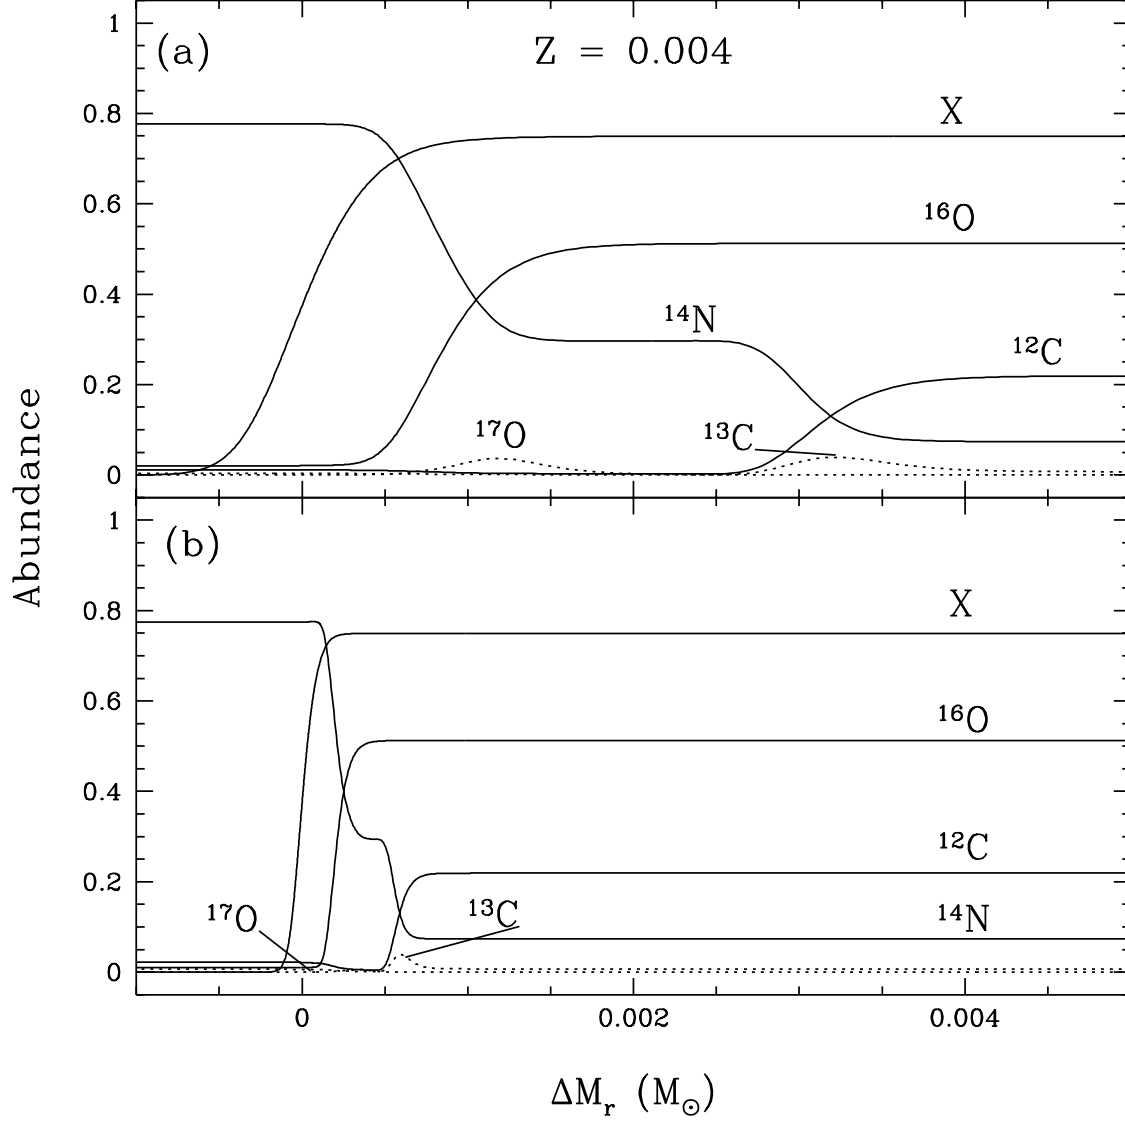 (a)
Z = 0.004
1
0.8
0.6
0.4
0.2
0
X
¹⁶O
¹⁴N
¹²C
¹⁷O
¹³C
Abundance
(b)
1
0.8
0.6
0.4
0.2
0
X
¹⁶O
¹²C
¹⁴N
¹⁷O
¹³C
0 0.002 0.004
ΔMᵣ (M☉)